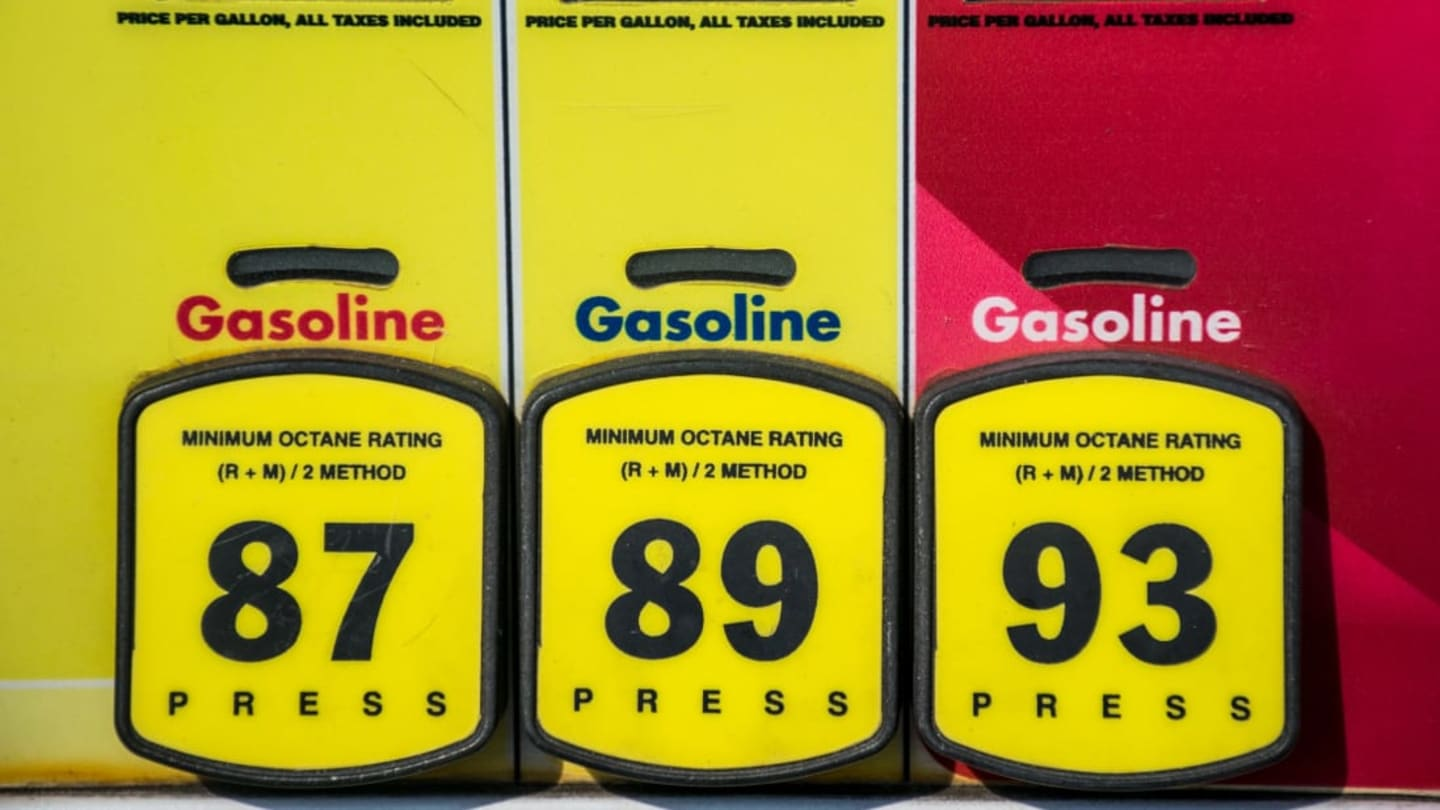 PRICE PER GALLON, ALL TAXES INCLUDED
PRICE PER GALLON, ALL TAXES INCLUDED
PRICE PER GALLON, ALL TAXES INCLUDED
Gasoline
Gasoline
Gasoline
MINIMUM OCTANE RATING
(R + M) / 2 METHOD
87
PRESS
MINIMUM OCTANE RATING
(R + M) / 2 METHOD
89
PRESS
MINIMUM OCTANE RATING
(R + M) / 2 METHOD
93
PRESS